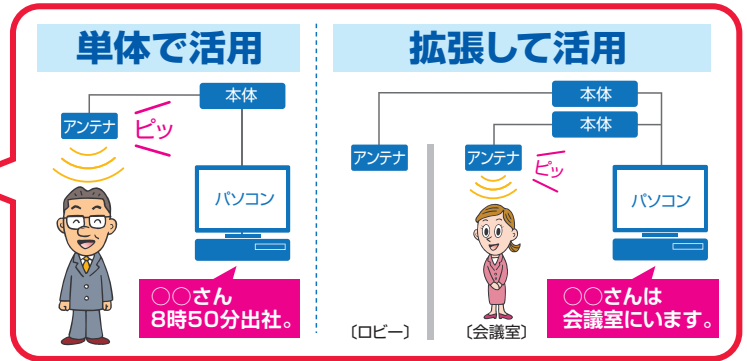 単体で活用
本体
アンテナ
ピッ
パソコン
○○さん
8時50分出社。
拡張して活用
本体
本体
アンテナ
アンテナ
ピッ
パソコン
○○さんは
会議室にいます。
〔ロビー〕
〔会議室〕